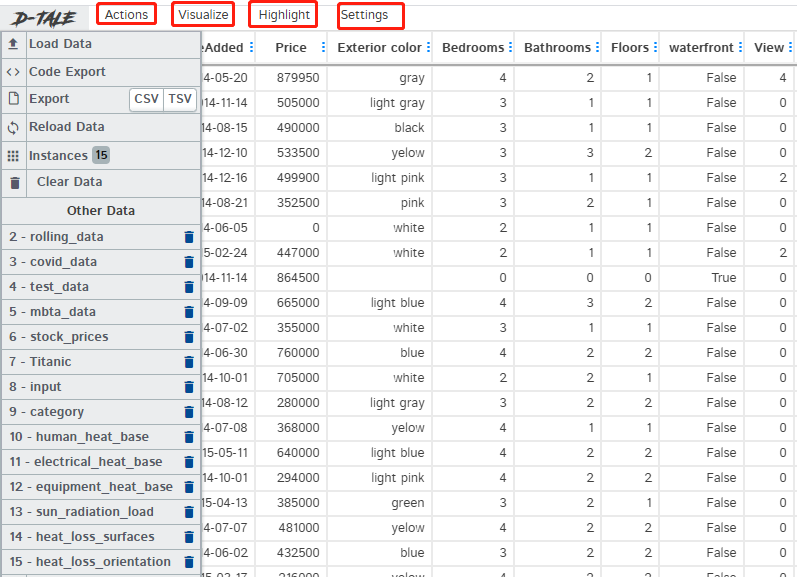 D-TALE Actions Visualize Highlight Settings
Load Data eAdded Price Exterior color Bedrooms Bathrooms Floors waterfront View
Code Export 4-05-20 879950 gray 4 2 1 False 4
Export CSV TSV 14-11-14 505000 light gray 3 1 1 False 0
Reload Data 14-08-15 490000 black 3 1 1 False 0
Instances 15 14-12-10 533500 yelow 3 3 2 False 0
Clear Data 14-12-16 499900 light pink 3 1 1 False 2
Other Data 14-08-21 352500 pink 3 2 1 False 0
2 - rolling_data 4-06-05 0 white 2 1 1 False 0
3 - covid_data 5-02-24 447000 white 2 1 1 False 2
4 - test_data 14-11-14 864500 0 0 0 True 0
5 - mbta_data 4-09-09 665000 light blue 4 3 2 False 0
6 - stock_prices 4-07-02 355000 white 3 1 1 False 0
7 - Titanic 4-06-30 760000 blue 4 2 2 False 0
8 - input 14-10-01 705000 white 2 2 1 False 0
9 - category 14-08-12 280000 light gray 3 2 2 False 0
10 - human_heat_base 4-07-08 368000 yelow 4 1 1 False 0
11 - electrical_heat_base 15-05-11 640000 light blue 4 2 2 False 0
12 - equipment_heat_base 14-10-01 294000 light pink 4 2 2 False 0
13 - sun_radiation_load 15-04-13 385000 green 3 2 1 False 0
14 - heat_loss_surfaces 4-07-07 481000 yelow 4 2 2 False 0
15 - heat_loss_orientation 4-06-02 432500 blue 3 2 2 False 0